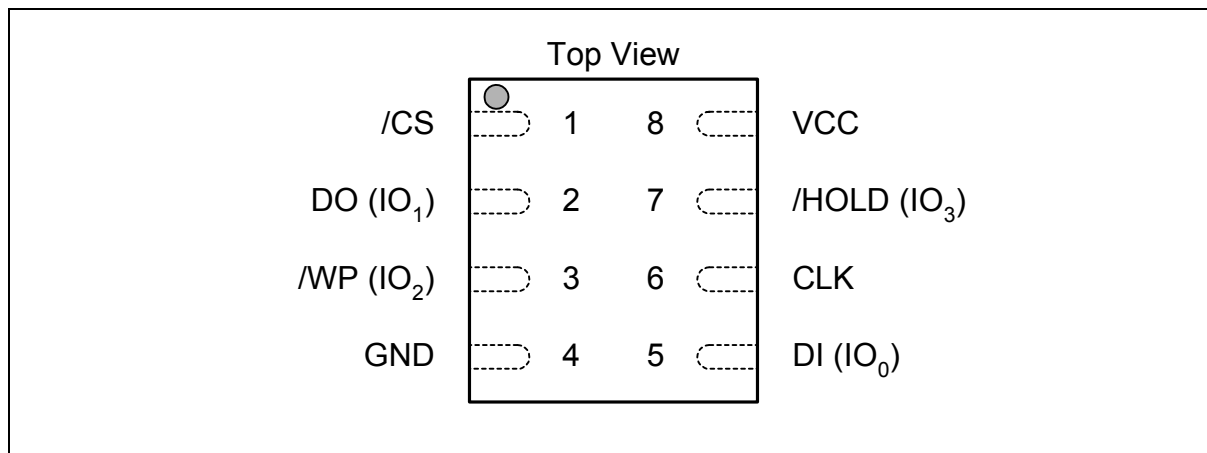 Top View
/CS 1 8 VCC
DO (IO₁) 2 7 /HOLD (IO₃)
/WP (IO₂) 3 6 CLK
GND 4 5 DI (IO₀)